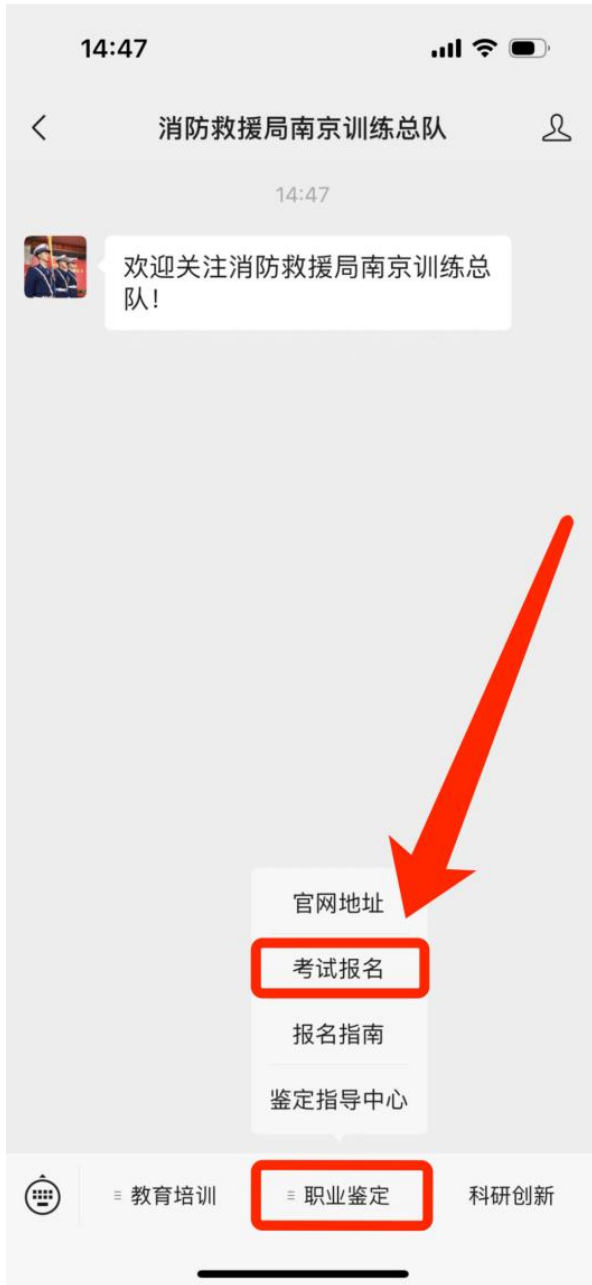 14:47
消防救援局南京训练总队
14:47
欢迎关注消防救援局南京训练总
队!
官网地址
考试报名
报名指南
鉴定指导中心
教育培训 职业鉴定 科研创新